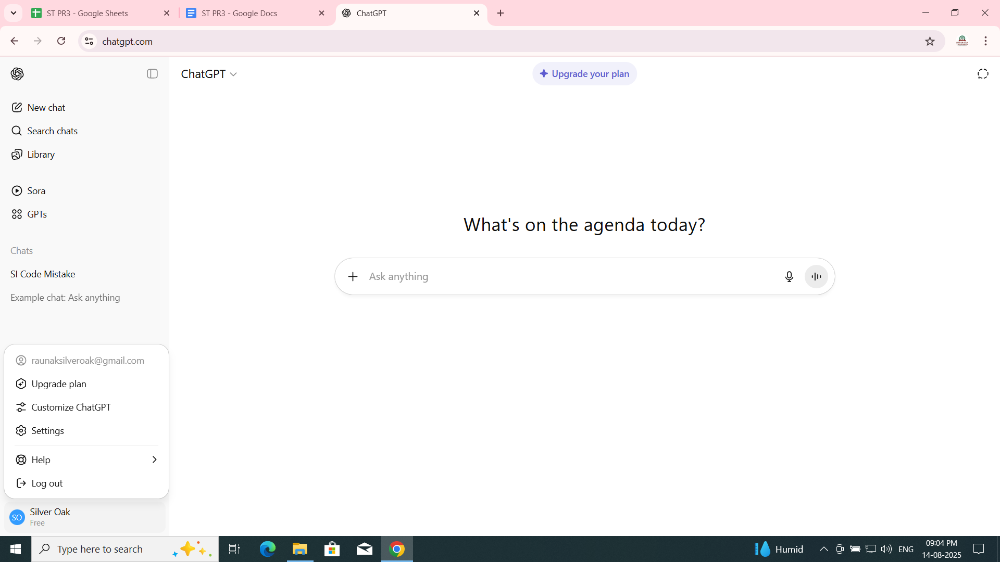 ST PR3 - Google Sheets
ST PR3 - Google Docs
ChatGPT
chatgpt.com
ChatGPT
Upgrade your plan
New chat
Search chats
Library
Sora
GPTs
Chats
SI Code Mistake
Example chat: Ask anything
What's on the agenda today?
Ask anything
raunaksilveroak@gmail.com
Upgrade plan
Customize ChatGPT
Settings
Help
Log out
SO
Silver Oak
Free
Type here to search
Humid
ENG
09:04 PM
14-08-2025